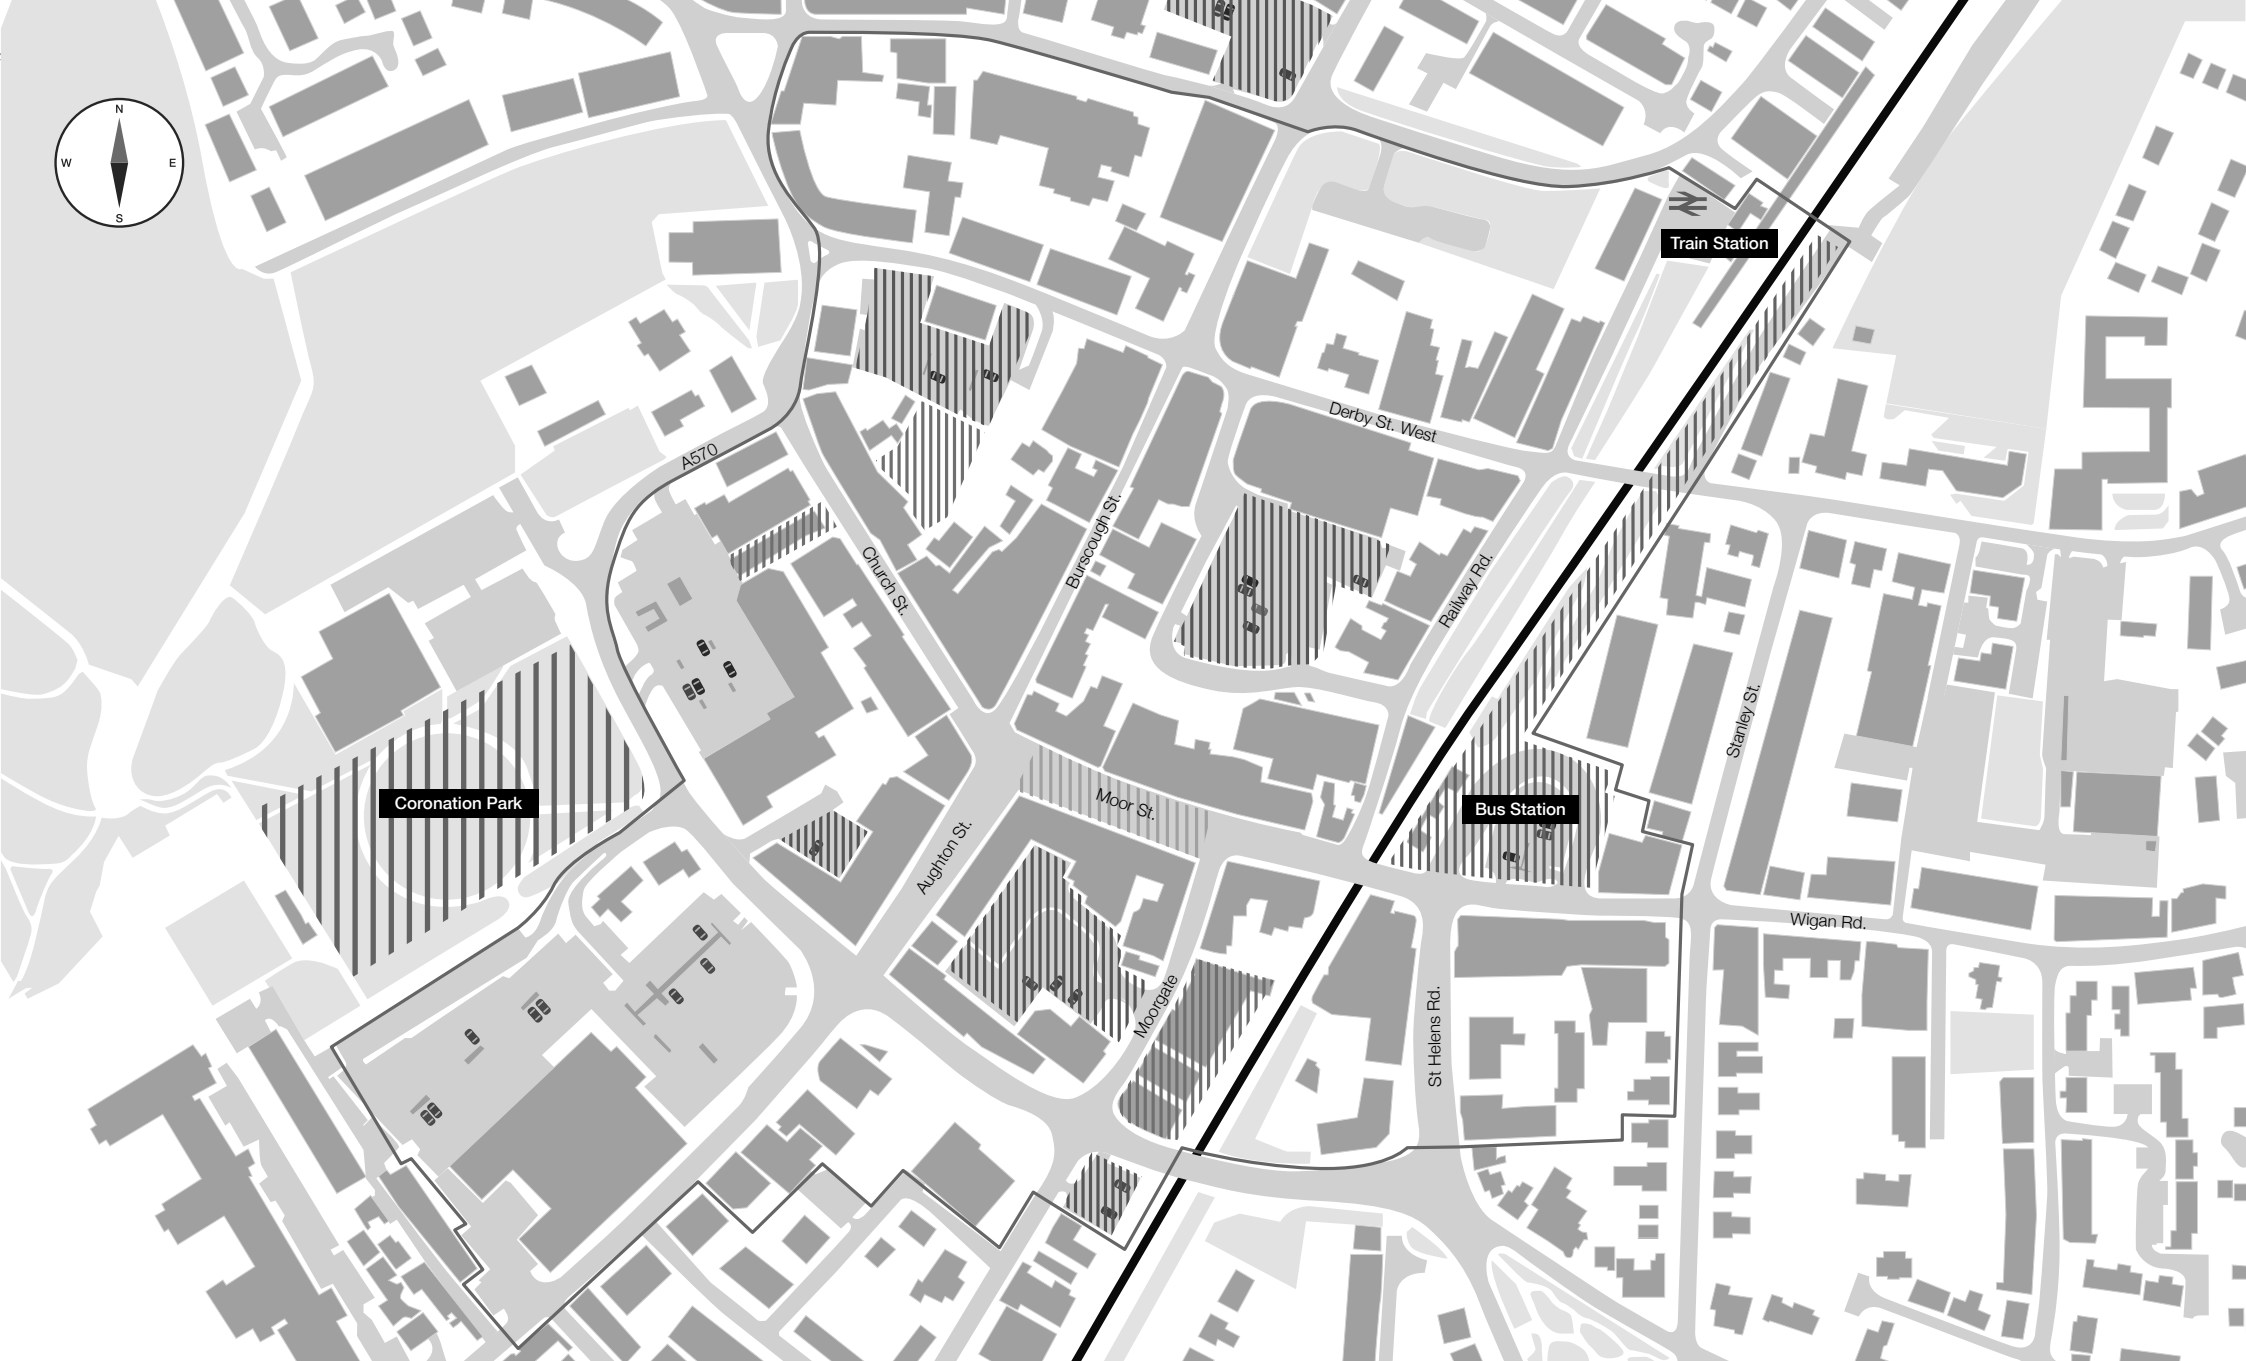 N
W
E
S
Train Station
Derby St. West
A570
Burscough St.
Church St.
Railway Rd.
Stanley St.
Coronation Park
Moor St.
Bus Station
Aughton St.
Wigan Rd.
Moorgate
St Helens Rd.